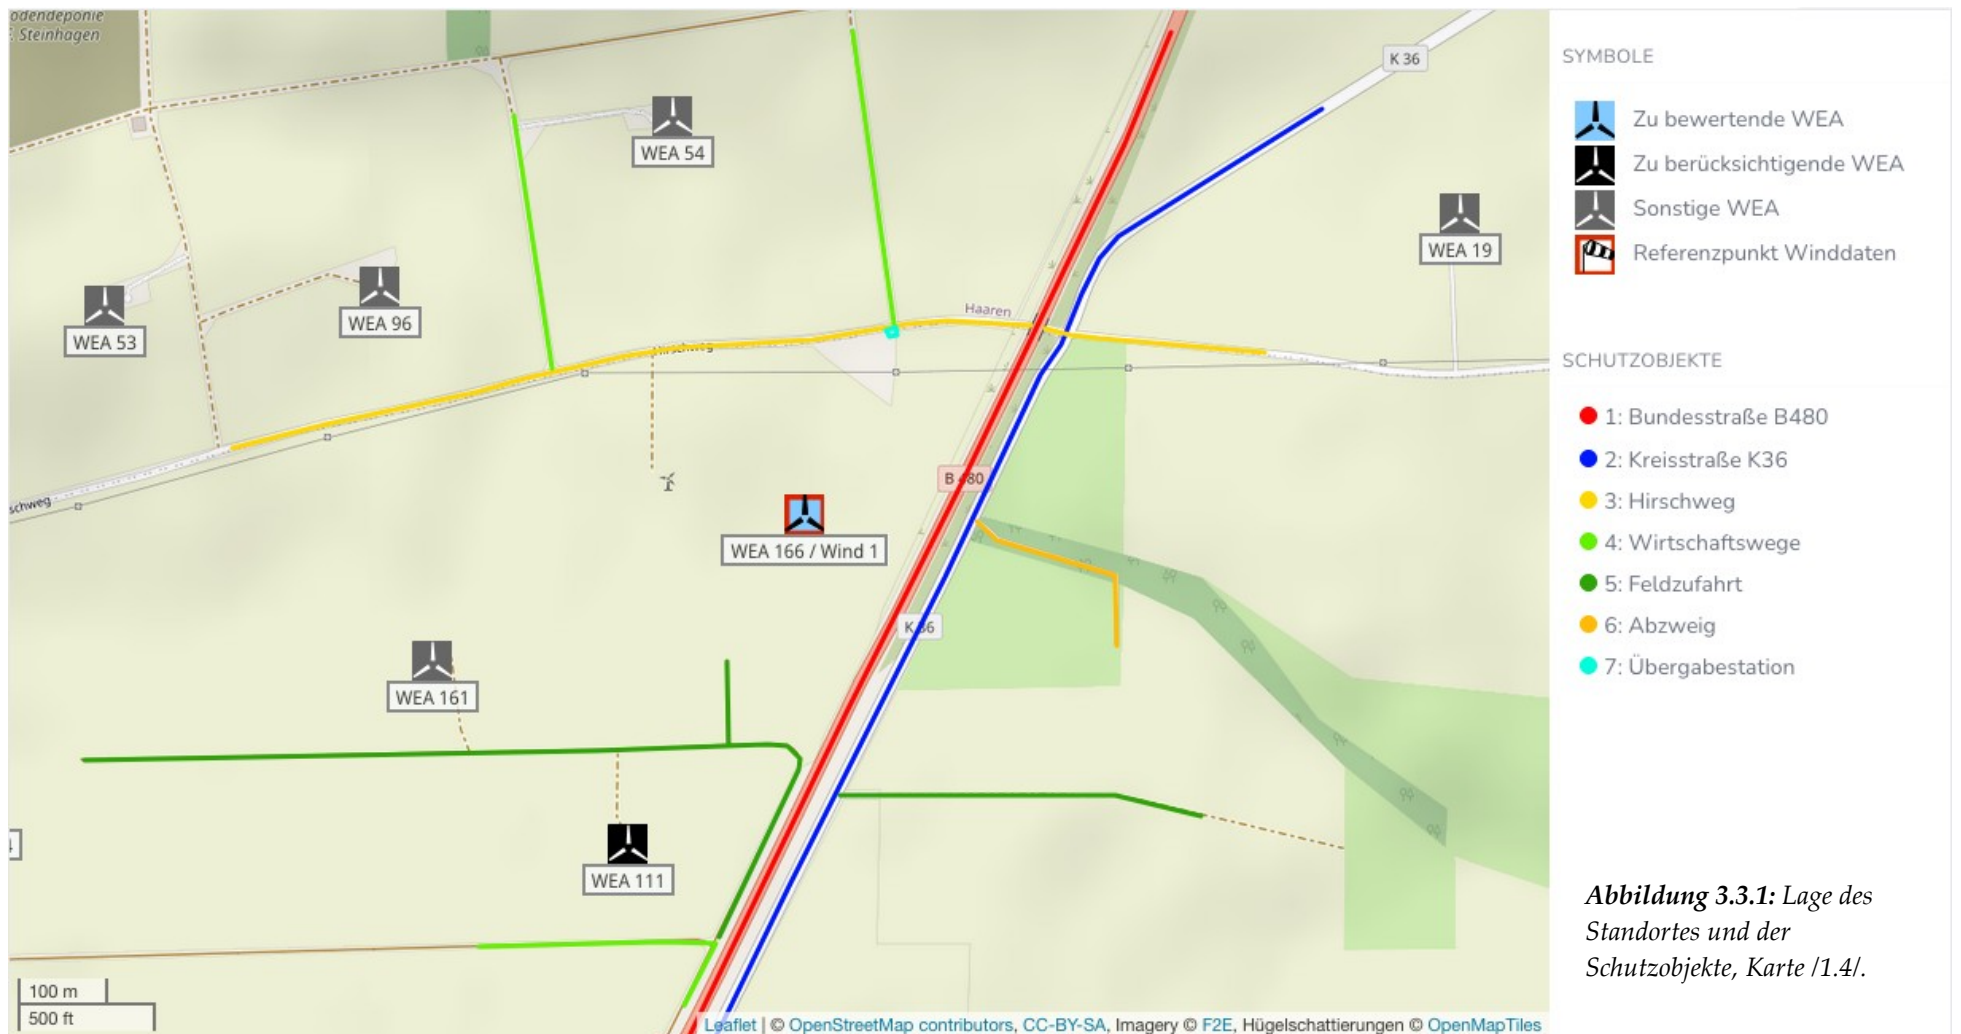 odendeponie
Steinhagen
K 36
WEA 54
WEA 19
WEA 96
WEA 53
Haaren
Hirschweg
schweg
B 480
WEA 166 / Wind 1
K 36
WEA 161
WEA 111
100 m
500 ft
Leaflet | © OpenStreetMap contributors, CC-BY-SA, Imagery © F2E, Hügelschattierungen © OpenMapTiles
SYMBOLE
Zu bewertende WEA
Zu berücksichtigende WEA
Sonstige WEA
Referenzpunkt Winddaten
SCHUTZOBJEKTE
1: Bundesstraße B480
2: Kreisstraße K36
3: Hirschweg
4: Wirtschaftswege
5: Feldzufahrt
6: Abzweig
7: Übergabestation
Abbildung 3.3.1: Lage des
Standortes und der
Schutzobjekte, Karte /1.4/.